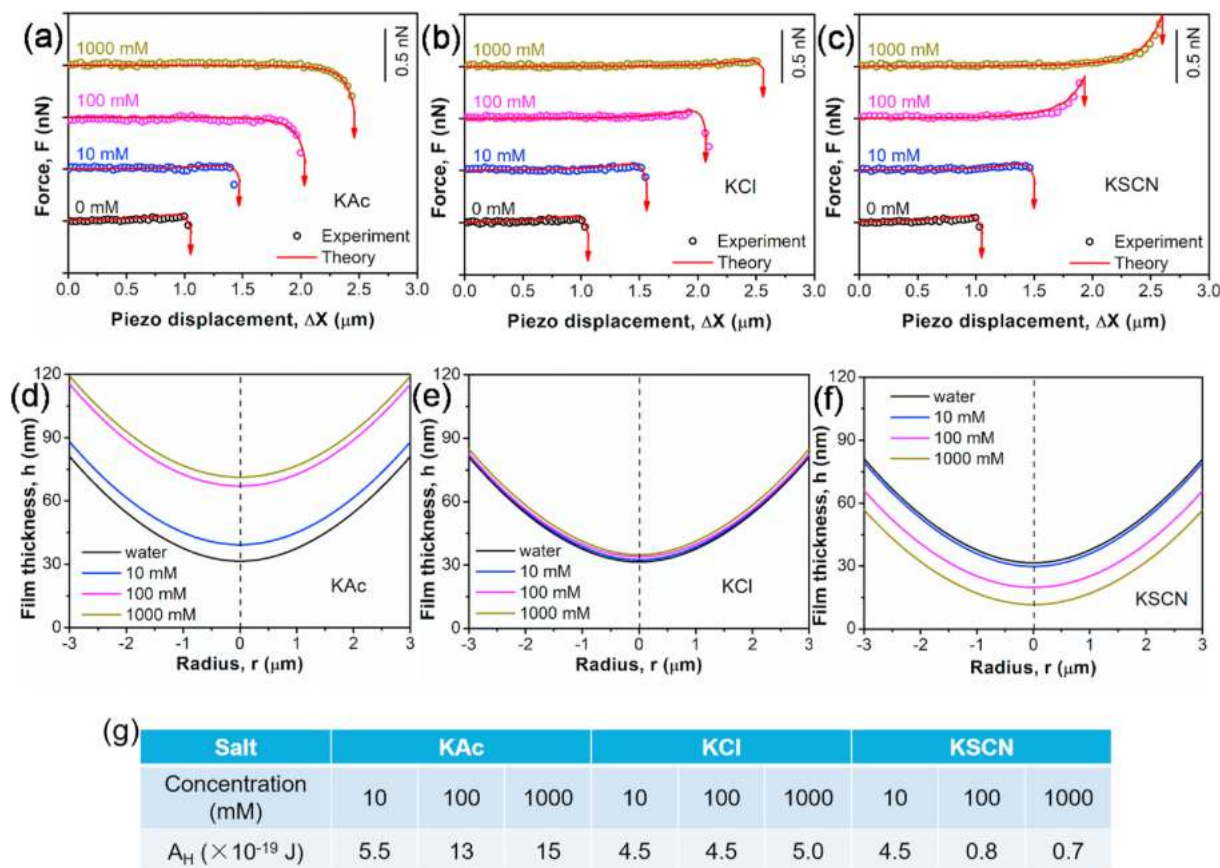 (a)
1000 mM
0.5 nN
100 mM
10 mM
KAc
0 mM
Experiment
Theory
Force, F (nN)
0.0 0.5 1.0 1.5 2.0 2.5 3.0
Piezo displacement, ΔX (μm)
(b)
1000 mM
0.5 nN
100 mM
10 mM
KCl
0 mM
Experiment
Theory
Force, F (nN)
0.0 0.5 1.0 1.5 2.0 2.5 3.0
Piezo displacement, ΔX (μm)
(c)
1000 mM
0.5 nN
100 mM
10 mM
KSCN
0 mM
Experiment
Theory
Force, F (nN)
0.0 0.5 1.0 1.5 2.0 2.5 3.0
Piezo displacement, ΔX (μm)
(d)
120
90
60
30
0
Film thickness, h (nm)
water
10 mM
100 mM
1000 mM
KAc
-3 -2 -1 0 1 2 3
Radius, r (μm)
(e)
120
90
60
30
0
Film thickness, h (nm)
water
10 mM
100 mM
1000 mM
KCl
-3 -2 -1 0 1 2 3
Radius, r (μm)
(f)
120
90
60
30
0
Film thickness, h (nm)
water
10 mM
100 mM
1000 mM
KSCN
-3 -2 -1 0 1 2 3
Radius, r (μm)
(g)
Salt KAc KCl KSCN
Concentration
(mM) 10 100 1000 10 100 1000 10 100 1000
A_H (×10⁻¹⁹ J) 5.5 13 15 4.5 4.5 5.0 4.5 0.8 0.7